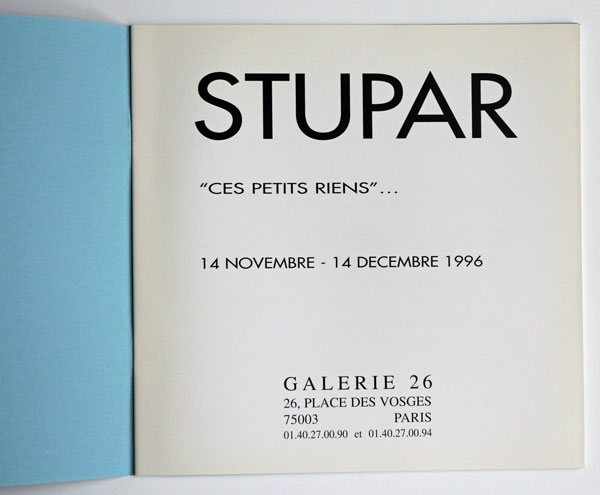 STUPAR
“CES PETITS RIENS”...
14 NOVEMBRE - 14 DECEMBRE 1996
GALERIE 26
26, PLACE DES VOSGES
75003 PARIS
01.40.27.00.90 et 01.40.27.00.94